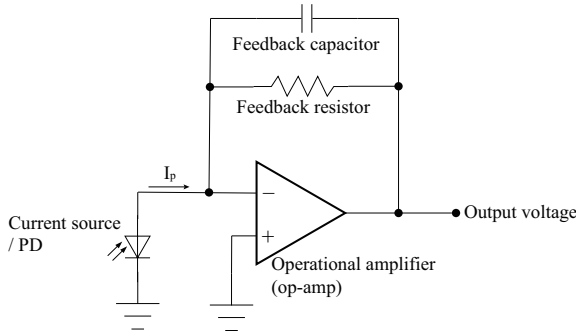 Feedback capacitor
Feedback resistor
Ip
−
+
Current source
/ PD
Output voltage
Operational amplifier
(op-amp)